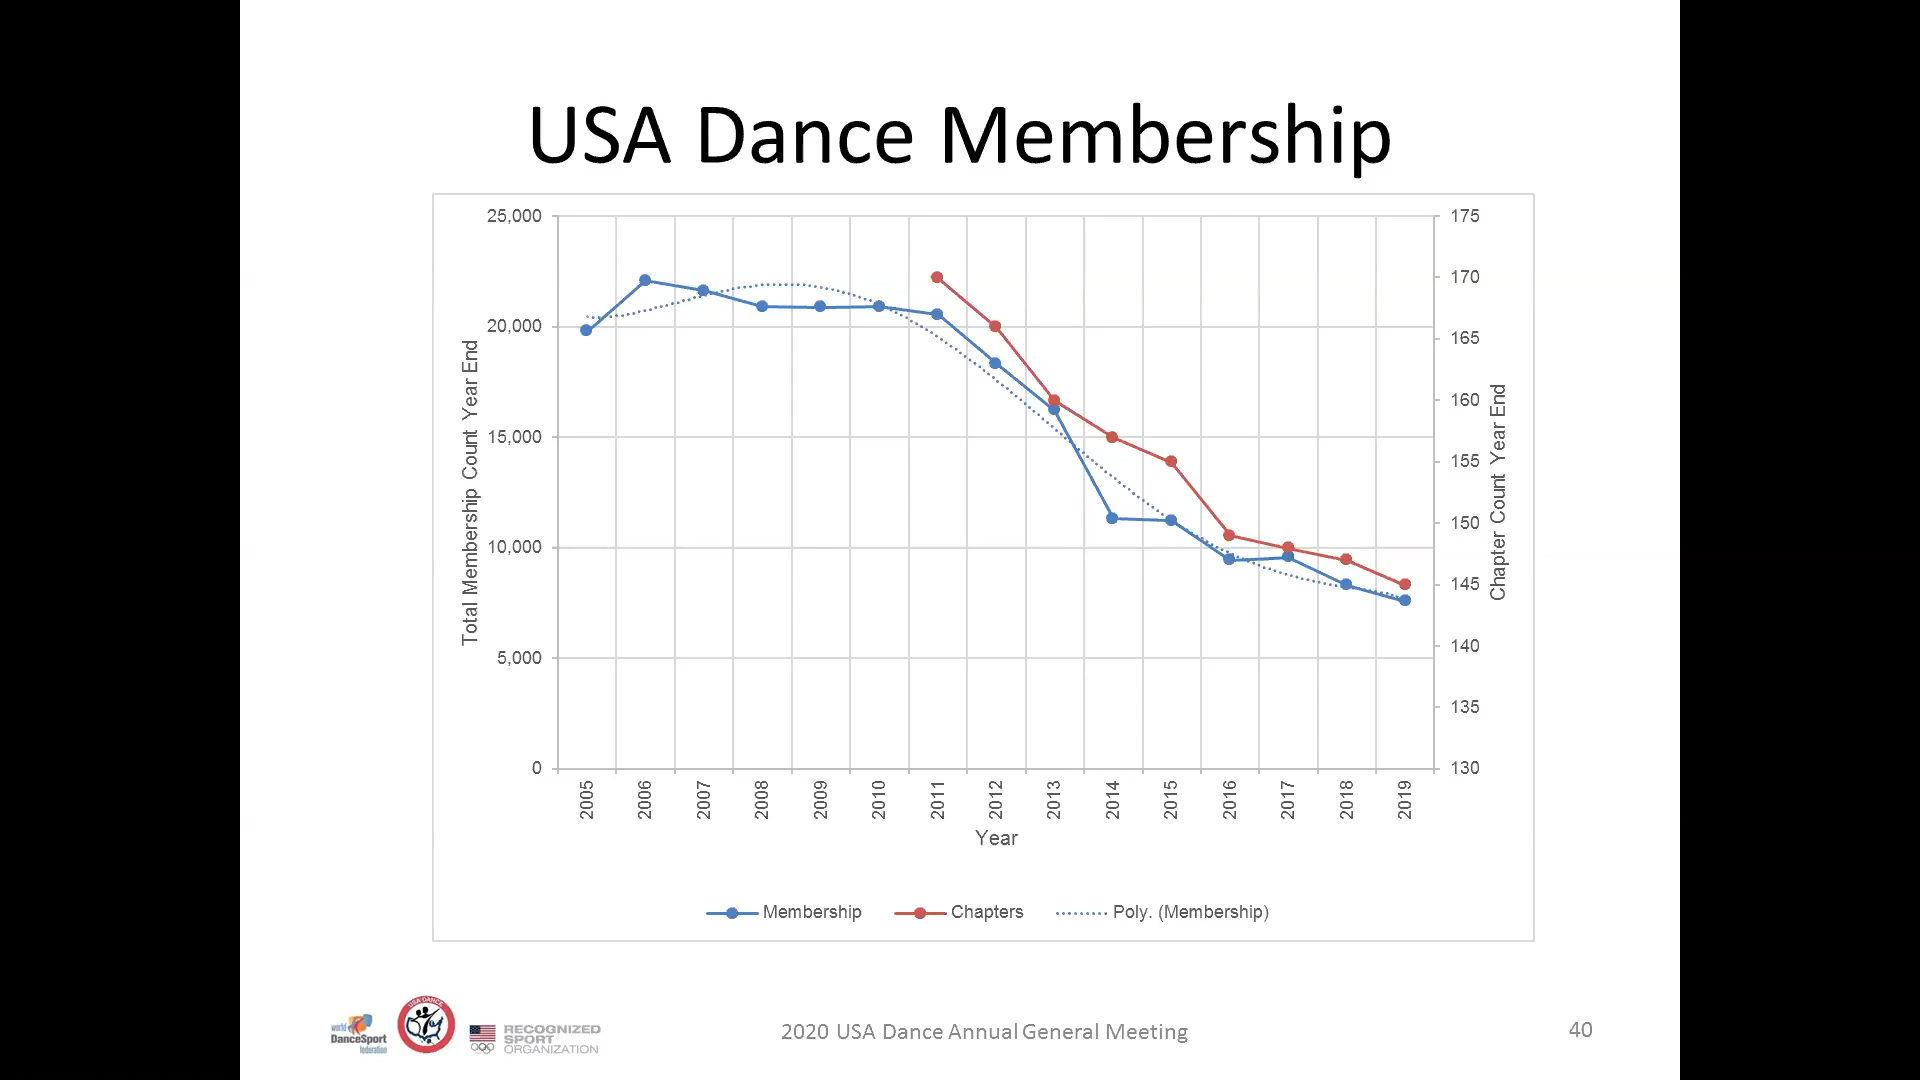 USA Dance Membership
25,000
20,000
15,000
10,000
5,000
0
Total Membership Count Year End
175
170
165
160
155
150
145
140
135
130
Chapter Count Year End
2005 2006 2007 2008 2009 2010 2011 2012 2013 2014 2015 2016 2017 2018 2019
Year
Membership Chapters Poly. (Membership)
world
DanceSport
federation
USA DANCE
RECOGNIZED
SPORT
ORGANIZATION
2020 USA Dance Annual General Meeting
40